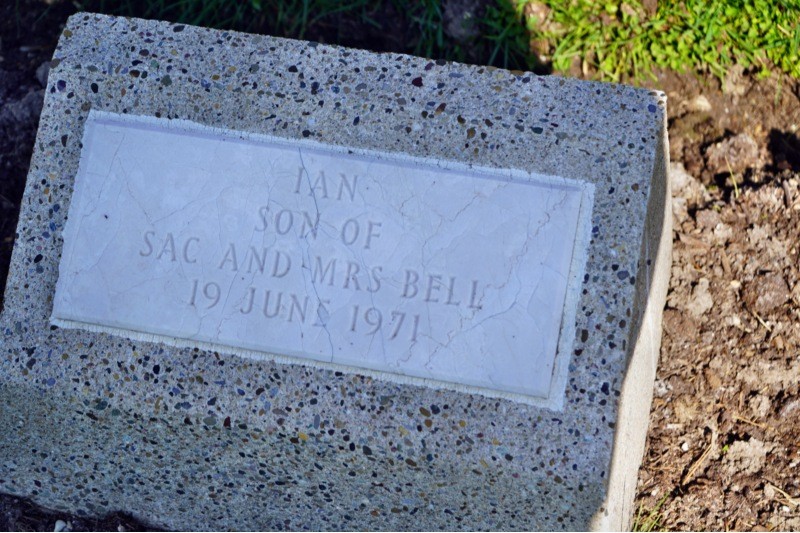 IAN
SON OF
SAC AND MRS BELL
19 JUNE 1971